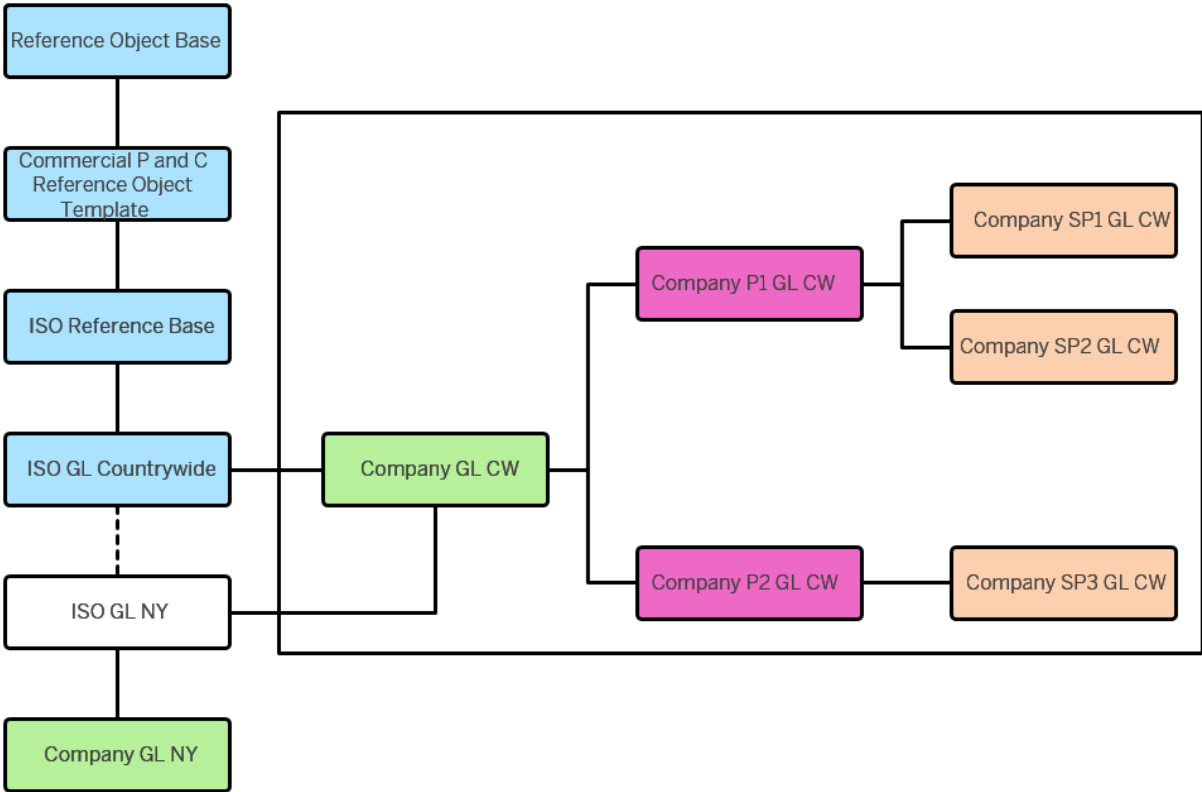 Reference Object Base
Commercial P and C
Reference Object
Template
ISO Reference Base
ISO GL Countrywide
ISO GL NY
Company GL NY
Company GL CW
Company P1 GL CW
Company P2 GL CW
Company SP1 GL CW
Company SP2 GL CW
Company SP3 GL CW